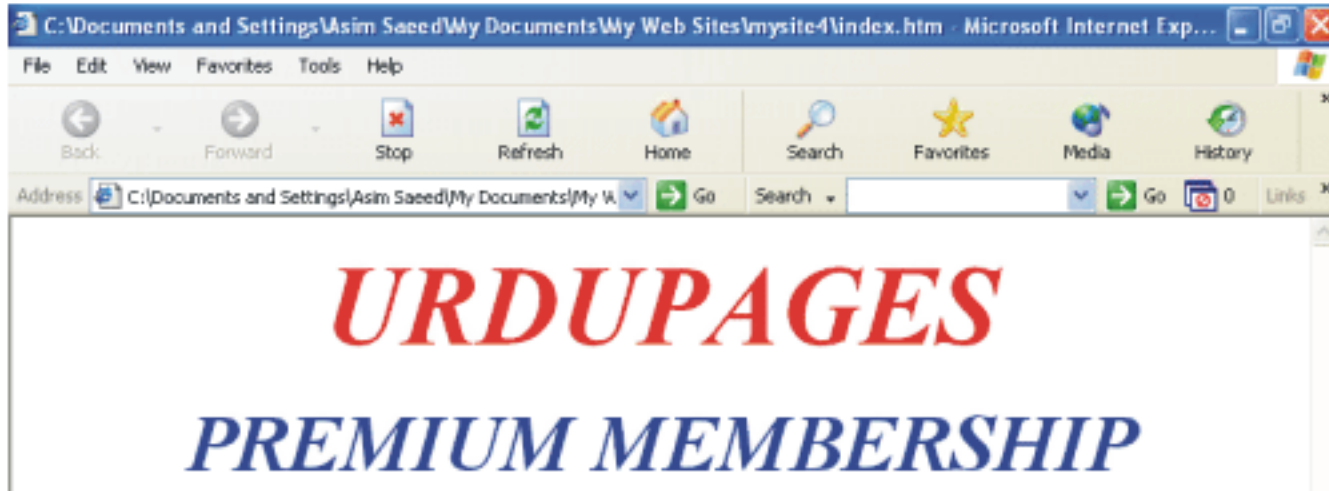 C:\Documents and Settings\Asim Saeed\My Documents\My Web Sites\mysite4\index.htm - Microsoft Internet Exp...
File Edit View Favorites Tools Help
Back Forward Stop Refresh Home Search Favorites Media History
Address C:\Documents and Settings\Asim Saeed\My Documents\My W Go Search Go 0 Links
URDUPAGES
PREMIUM MEMBERSHIP